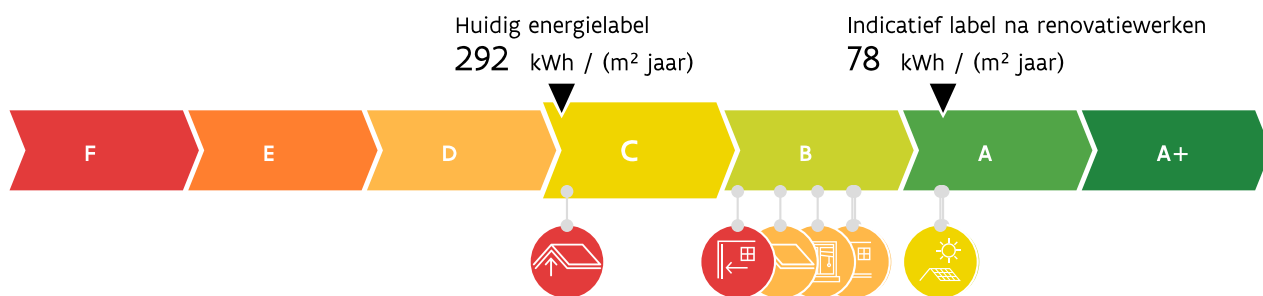 Huidig energielabel
292 kWh / (m² jaar)
Indicatief label na renovatiewerken
78 kWh / (m² jaar)
F E D C B A A+